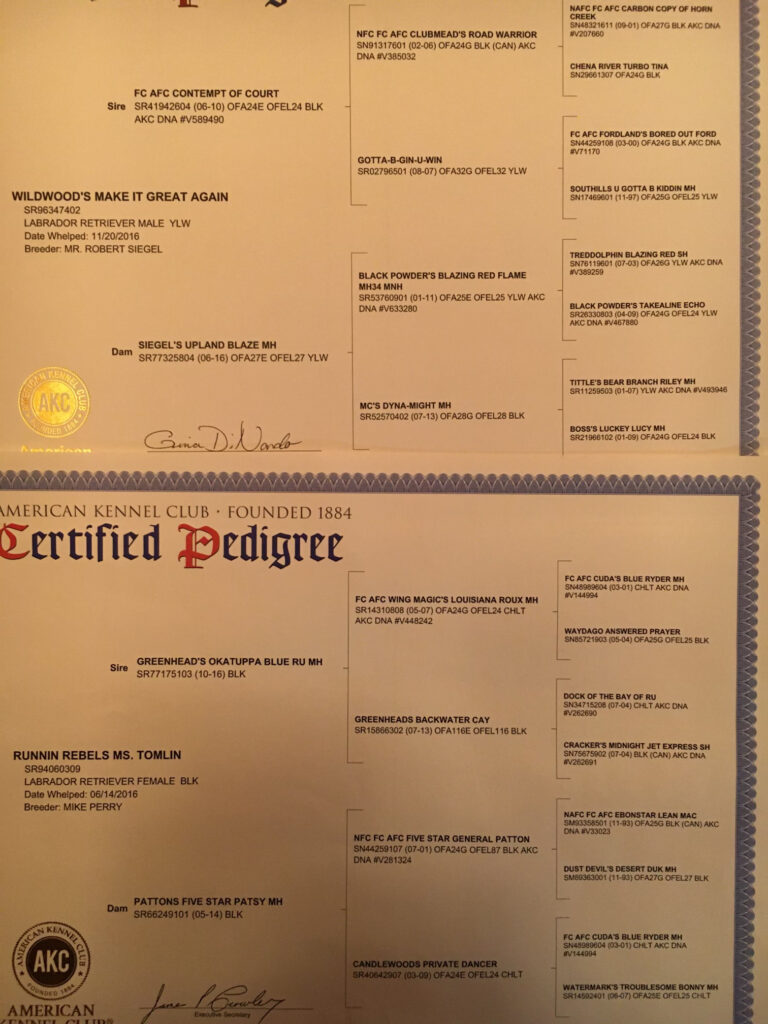 FC AFC CONTEMPT OF COURT
Sire SR41942604 (06-10) OFA24E OFEL24 BLK
AKC DNA #V589490
WILDWOOD'S MAKE IT GREAT AGAIN
SR96347402
LABRADOR RETRIEVER MALE YLW
Date Whelped: 11/20/2016
Breeder: MR. ROBERT SIEGEL
SIEGEL'S UPLAND BLAZE MH
Dam SR77325804 (06-16) OFA27E OFEL27 YLW
NFC FC AFC CLUBMEAD'S ROAD WARRIOR
SN91317601 (02-06) OFA24G BLK (CAN) AKC
DNA #V385032
GOTTA-B-GIN-U-WIN
SR02796501 (08-07) OFA32G OFEL32 YLW
BLACK POWDER'S BLAZING RED FLAME
MH34 MNH
SR53760901 (01-11) OFA25E OFEL25 YLW AKC
DNA #V633280
MC'S DYNA-MIGHT MH
SR52570402 (07-13) OFA28G OFEL28 BLK
NAFC FC AFC CARBON COPY OF HORN
CREEK
SN48321611 (09-01) OFA27G BLK AKC DNA
#V207660
CHENA RIVER TURBO TINA
SN29661307 OFA24G BLK
FC AFC FORDLAND'S BORED OUT FORD
SN44259108 (03-00) OFA24G BLK AKC DNA
#V71170
SOUTHILLS U GOTTA B KIDDIN MH
SN17469601 (11-97) OFA25G OFEL25 YLW
TREDDOLPHIN BLAZING RED SH
SN76119601 (07-03) OFA26G YLW AKC DNA
#V389259
BLACK POWDER'S TAKEALINE ECHO
SR26330803 (04-09) OFA24G OFEL24 YLW
AKC DNA #V467880
TITTLE'S BEAR BRANCH RILEY MH
SR11259503 (01-07) YLW AKC DNA #V493946
BOSS'S LUCKEY LUCY MH
SR21966102 (01-09) OFA24G OFEL24 BLK
AMERICAN KENNEL CLUB
AKC
FOUNDED 1884
American
Gina DiNardo
AMERICAN KENNEL CLUB · FOUNDED 1884
Certified Pedigree
GREENHEAD'S OKATUPPA BLUE RU MH
Sire SR77175103 (10-16) BLK
RUNNIN REBELS MS. TOMLIN
SR94060309
LABRADOR RETRIEVER FEMALE BLK
Date Whelped: 06/14/2016
Breeder: MIKE PERRY
PATTONS FIVE STAR PATSY MH
Dam SR66249101 (05-14) BLK
FC AFC WING MAGIC'S LOUISIANA ROUX MH
SR14310808 (05-07) OFA24G OFEL24 CHLT
AKC DNA #V448242
GREENHEADS BACKWATER CAY
SR15866302 (07-13) OFA116E OFEL116 BLK
NFC FC AFC FIVE STAR GENERAL PATTON
SN44259107 (07-01) OFA24G OFEL87 BLK AKC
DNA #V281324
CANDLEWOODS PRIVATE DANCER
SR40642907 (03-09) OFA24E OFEL24 CHLT
FC AFC CUDA'S BLUE RYDER MH
SN48989604 (03-01) CHLT AKC DNA
#V144994
WAYDAGO ANSWERED PRAYER
SN85721903 (05-04) OFA25G OFEL25 BLK
DOCK OF THE BAY OF RU
SN34715208 (07-04) CHLT AKC DNA
#V262690
CRACKER'S MIDNIGHT JET EXPRESS SH
SN75675902 (07-04) BLK (CAN) AKC DNA
#V262691
NAFC FC AFC EBONSTAR LEAN MAC
SM93358501 (11-93) OFA25G BLK (CAN) AKC
DNA #V33023
DUST DEVIL'S DESERT DUK MH
SM89363001 (11-93) OFA27G OFEL27 BLK
FC AFC CUDA'S BLUE RYDER MH
SN48989604 (03-01) CHLT AKC DNA
#V144994
WATERMARK'S TROUBLESOME BONNY MH
SR14592401 (06-07) OFA25E OFEL25 CHLT
AMERICAN KENNEL CLUB
AKC
FOUNDED 1884
AMERICAN
KENNEL CLUB®
Executive Secretary